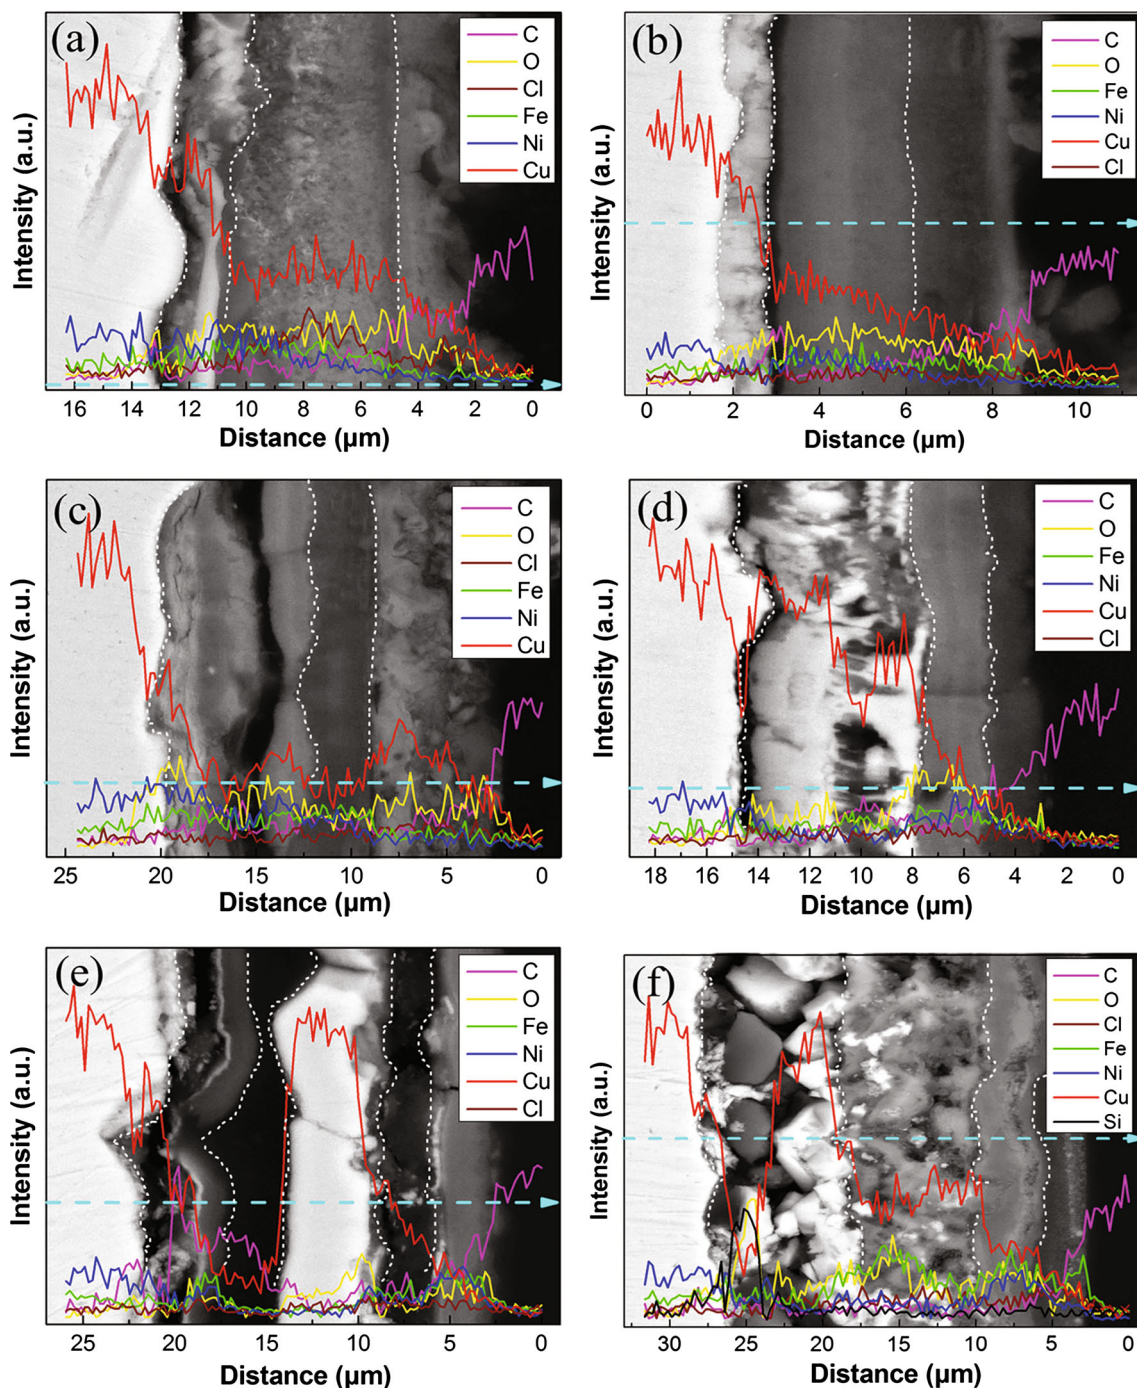 (a)
C
O
Cl
Fe
Ni
Cu
Intensity (a.u.)
16 14 12 10 8 6 4 2 0
Distance (µm)
(b)
C
O
Fe
Ni
Cu
Cl
Intensity (a.u.)
0 2 4 6 8 10
Distance (µm)
(c)
C
O
Cl
Fe
Ni
Cu
Intensity (a.u.)
25 20 15 10 5 0
Distance (µm)
(d)
C
O
Fe
Ni
Cu
Cl
Intensity (a.u.)
18 16 14 12 10 8 6 4 2 0
Distance (µm)
(e)
C
O
Fe
Ni
Cu
Cl
Intensity (a.u.)
25 20 15 10 5 0
Distance (µm)
(f)
C
O
Cl
Fe
Ni
Cu
Si
Intensity (a.u.)
30 25 20 15 10 5 0
Distance (µm)